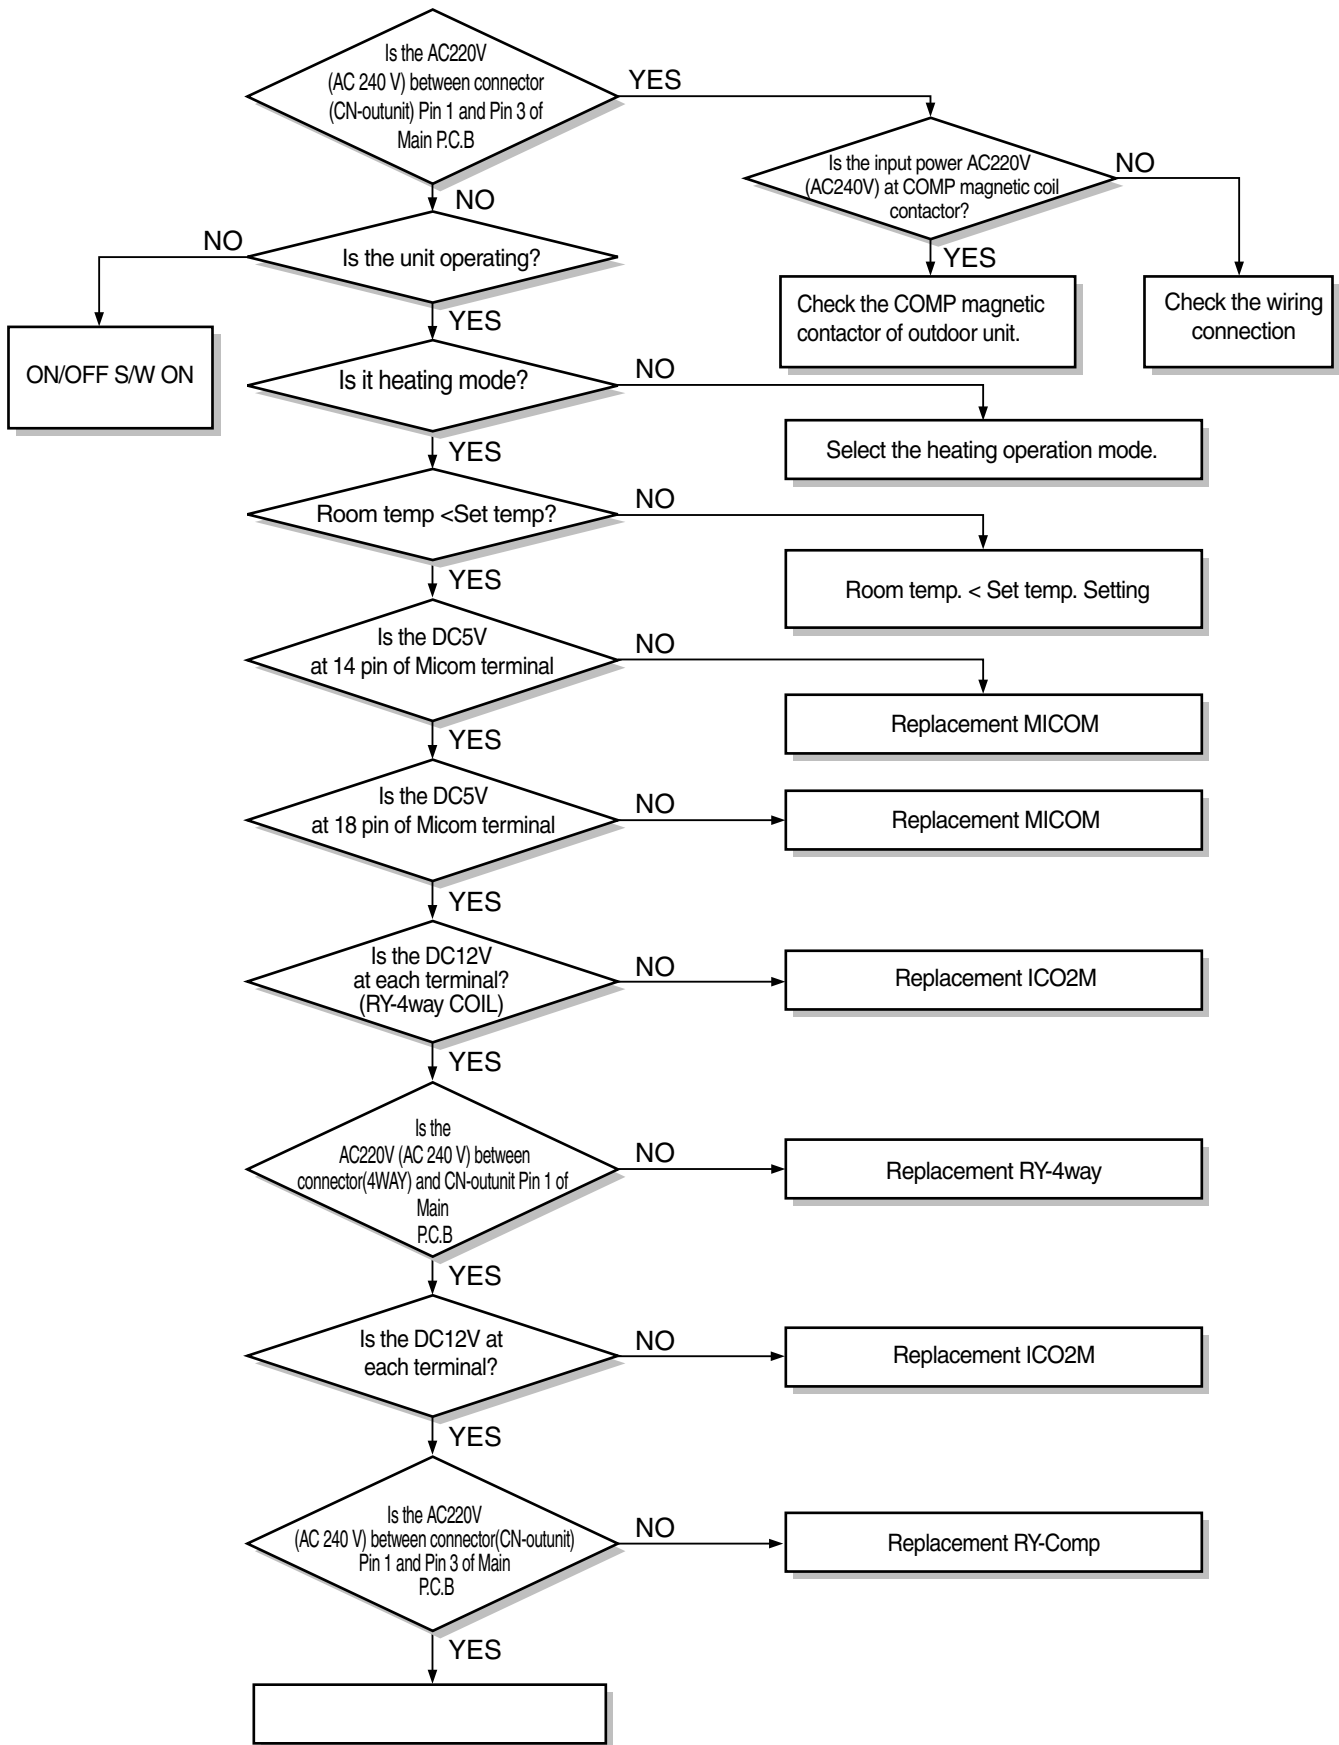 Is the AC220V
(AC 240 V) between connector
(CN-outunit) Pin 1 and Pin 3 of
Main P.C.B
YES
NO
Is the input power AC220V
(AC240V) at COMP magnetic coil
contactor?
NO
YES
Check the COMP magnetic
contactor of outdoor unit.
Check the wiring
connection
Is the unit operating?
NO
YES
ON/OFF S/W ON
Is it heating mode?
NO
Select the heating operation mode.
YES
Room temp <Set temp?
NO
Room temp. < Set temp. Setting
YES
Is the DC5V
at 14 pin of Micom terminal
NO
Replacement MICOM
YES
Is the DC5V
at 18 pin of Micom terminal
NO
Replacement MICOM
YES
Is the DC12V
at each terminal?
(RY-4way COIL)
NO
Replacement ICO2M
YES
Is the
AC220V (AC 240 V) between
connector(4WAY) and CN-outunit Pin 1 of
Main
P.C.B
NO
Replacement RY-4way
YES
Is the DC12V at
each terminal?
NO
Replacement ICO2M
YES
Is the AC220V
(AC 240 V) between connector(CN-outunit)
Pin 1 and Pin 3 of Main
P.C.B
NO
Replacement RY-Comp
YES